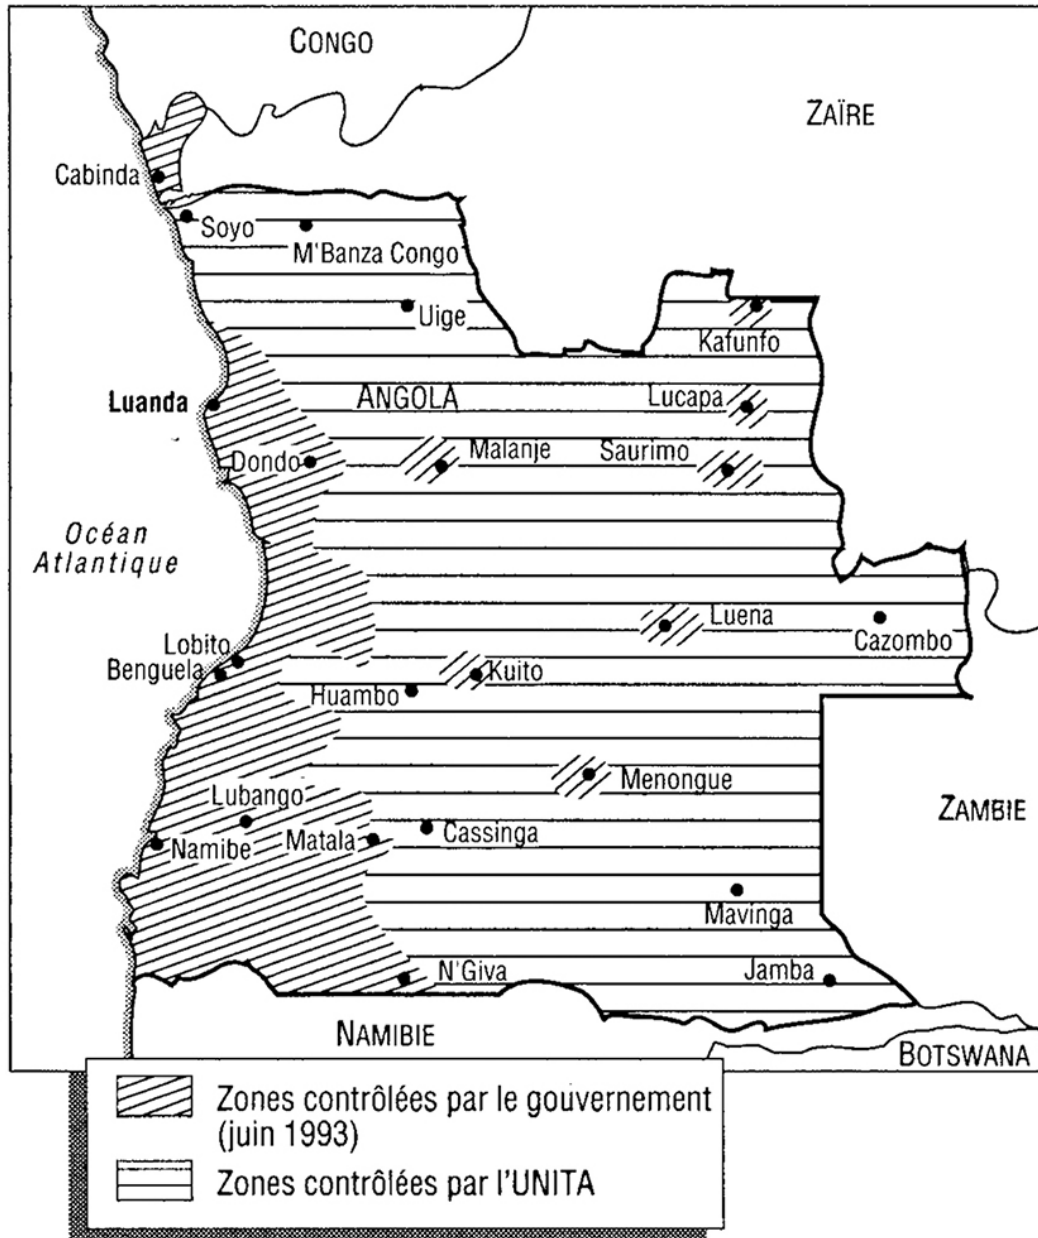 CONGO
ZAÏRE
Cabinda
Soyo
M'Banza Congo
Uige
Kafunfo
Luanda
ANGOLA
Lucapa
Dondo
Malanje
Saurimo
Océan
Atlantique
Luena
Cazombo
Lobito
Benguela
Kuito
Huambo
Menongue
ZAMBIE
Lubango
Namibe
Matala
Cassinga
Mavinga
N'Giva
Jamba
NAMIBIE
BOTSWANA
Zones contrôlées par le gouvernement
(juin 1993)
Zones contrôlées par l'UNITA